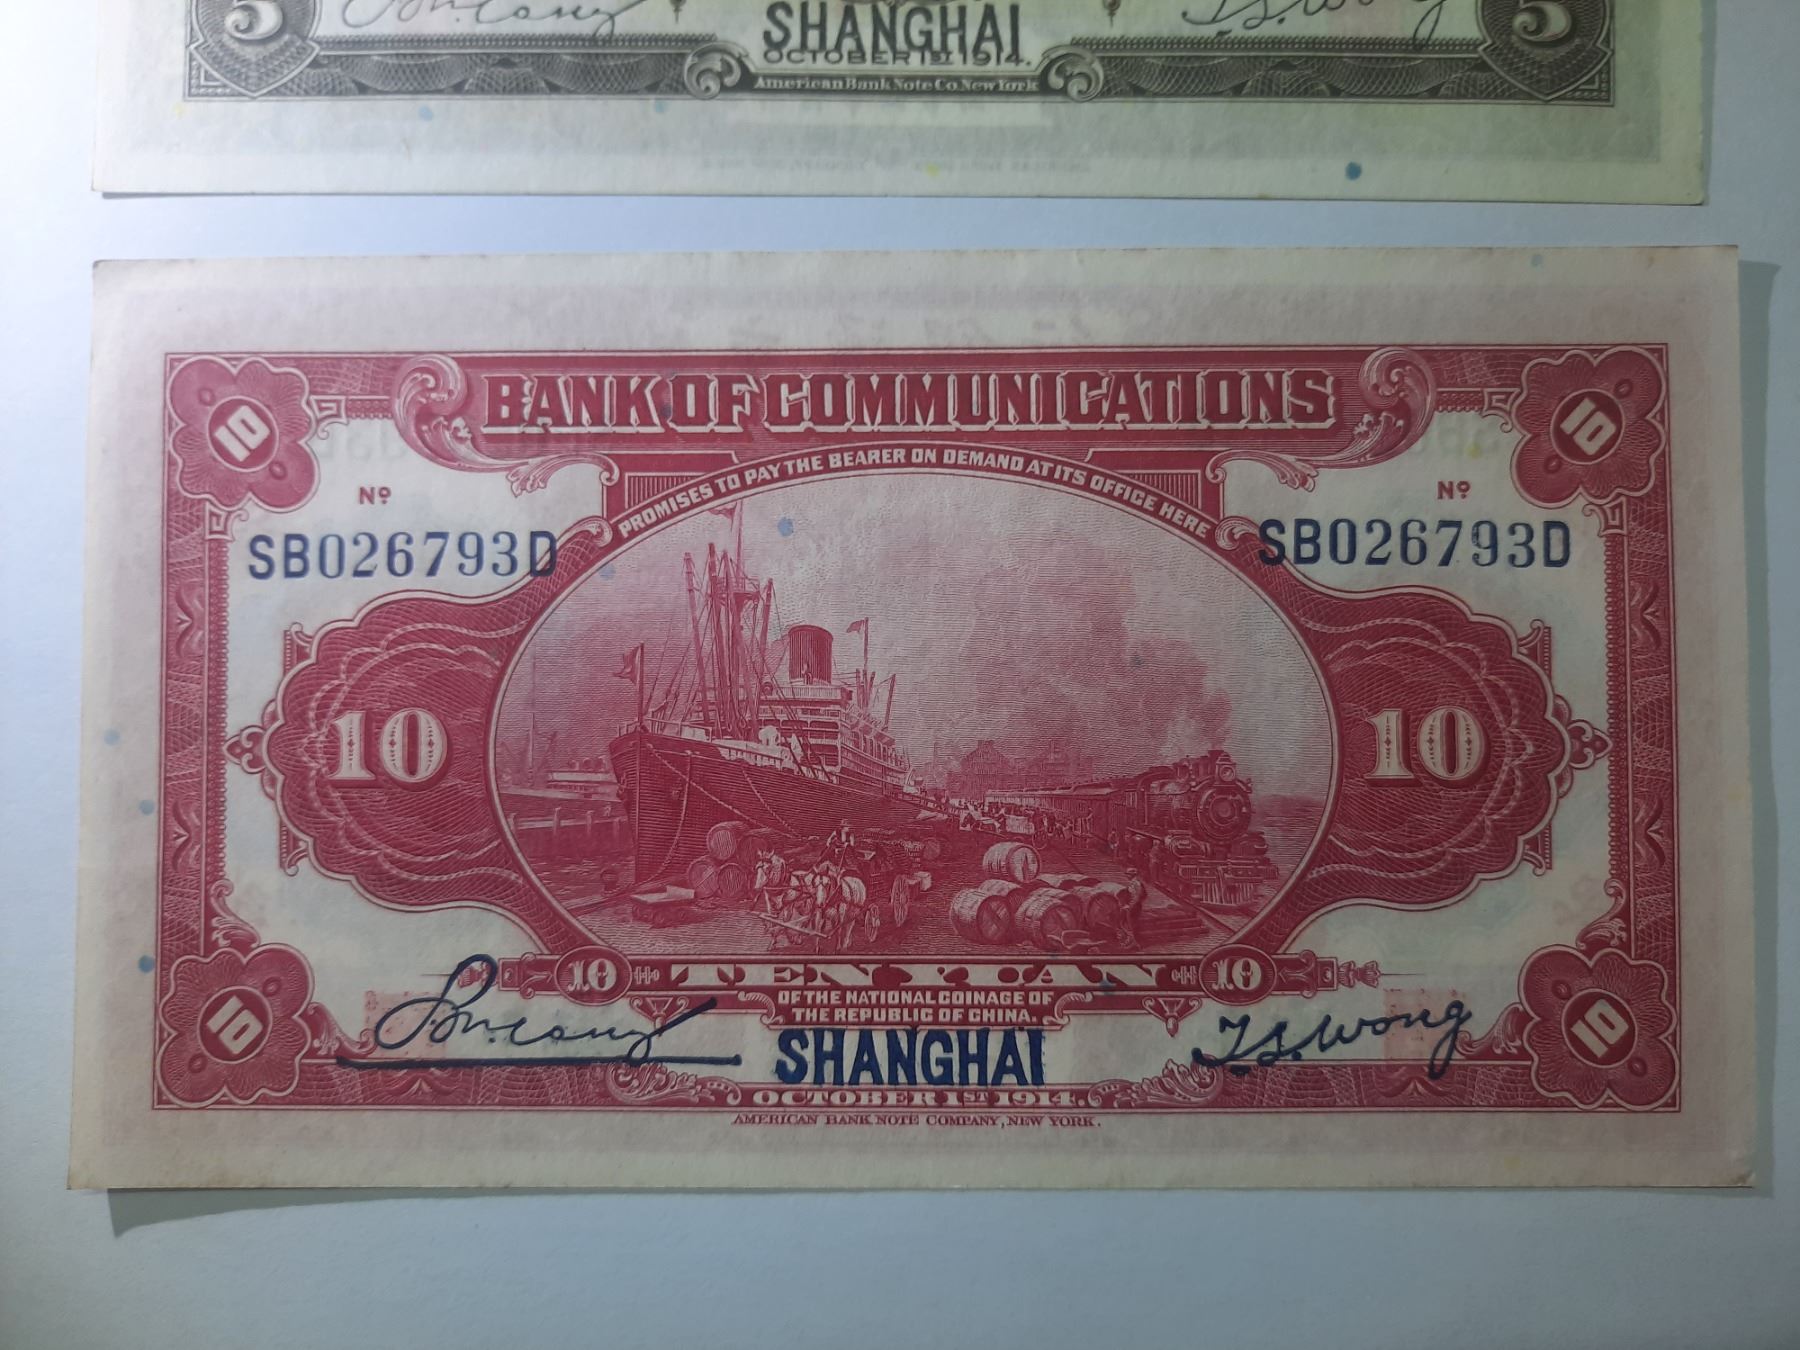 5 5
SHANGHAI
OCTOBER 1ST 1914.
American Bank Note Co. New York
10 BANK OF COMMUNICATIONS 10
PROMISES TO PAY THE BEARER ON DEMAND AT ITS OFFICE HERE
Nº Nº
SB026793D SB026793D
10 10
10 TEN YUAN 10
OF THE NATIONAL COINAGE OF
THE REPUBLIC OF CHINA.
10 T.S. Wong 10
SHANGHAI
OCTOBER 1ST 1914.
AMERICAN BANK NOTE COMPANY, NEW YORK.